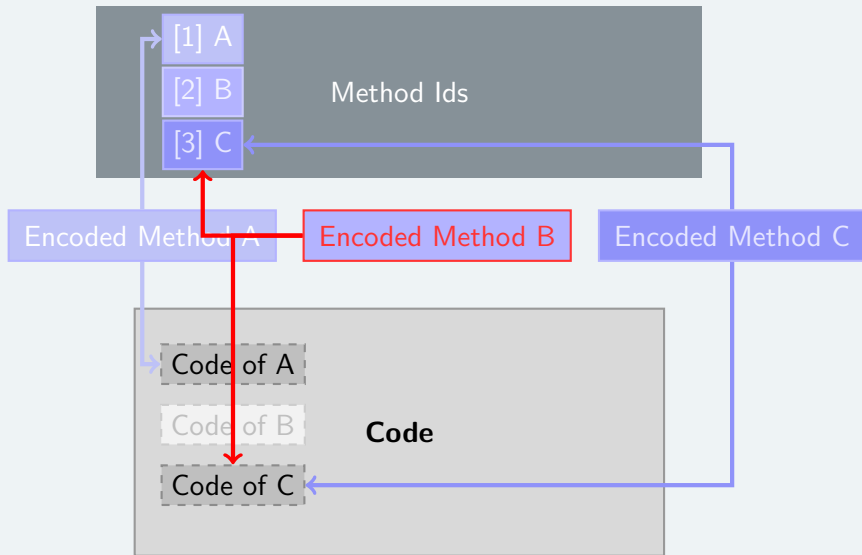 [1] A
[2] B
Method Ids
[3] C
Encoded Method A
Encoded Method B
Encoded Method C
Code of A
Code of B
Code
Code of C